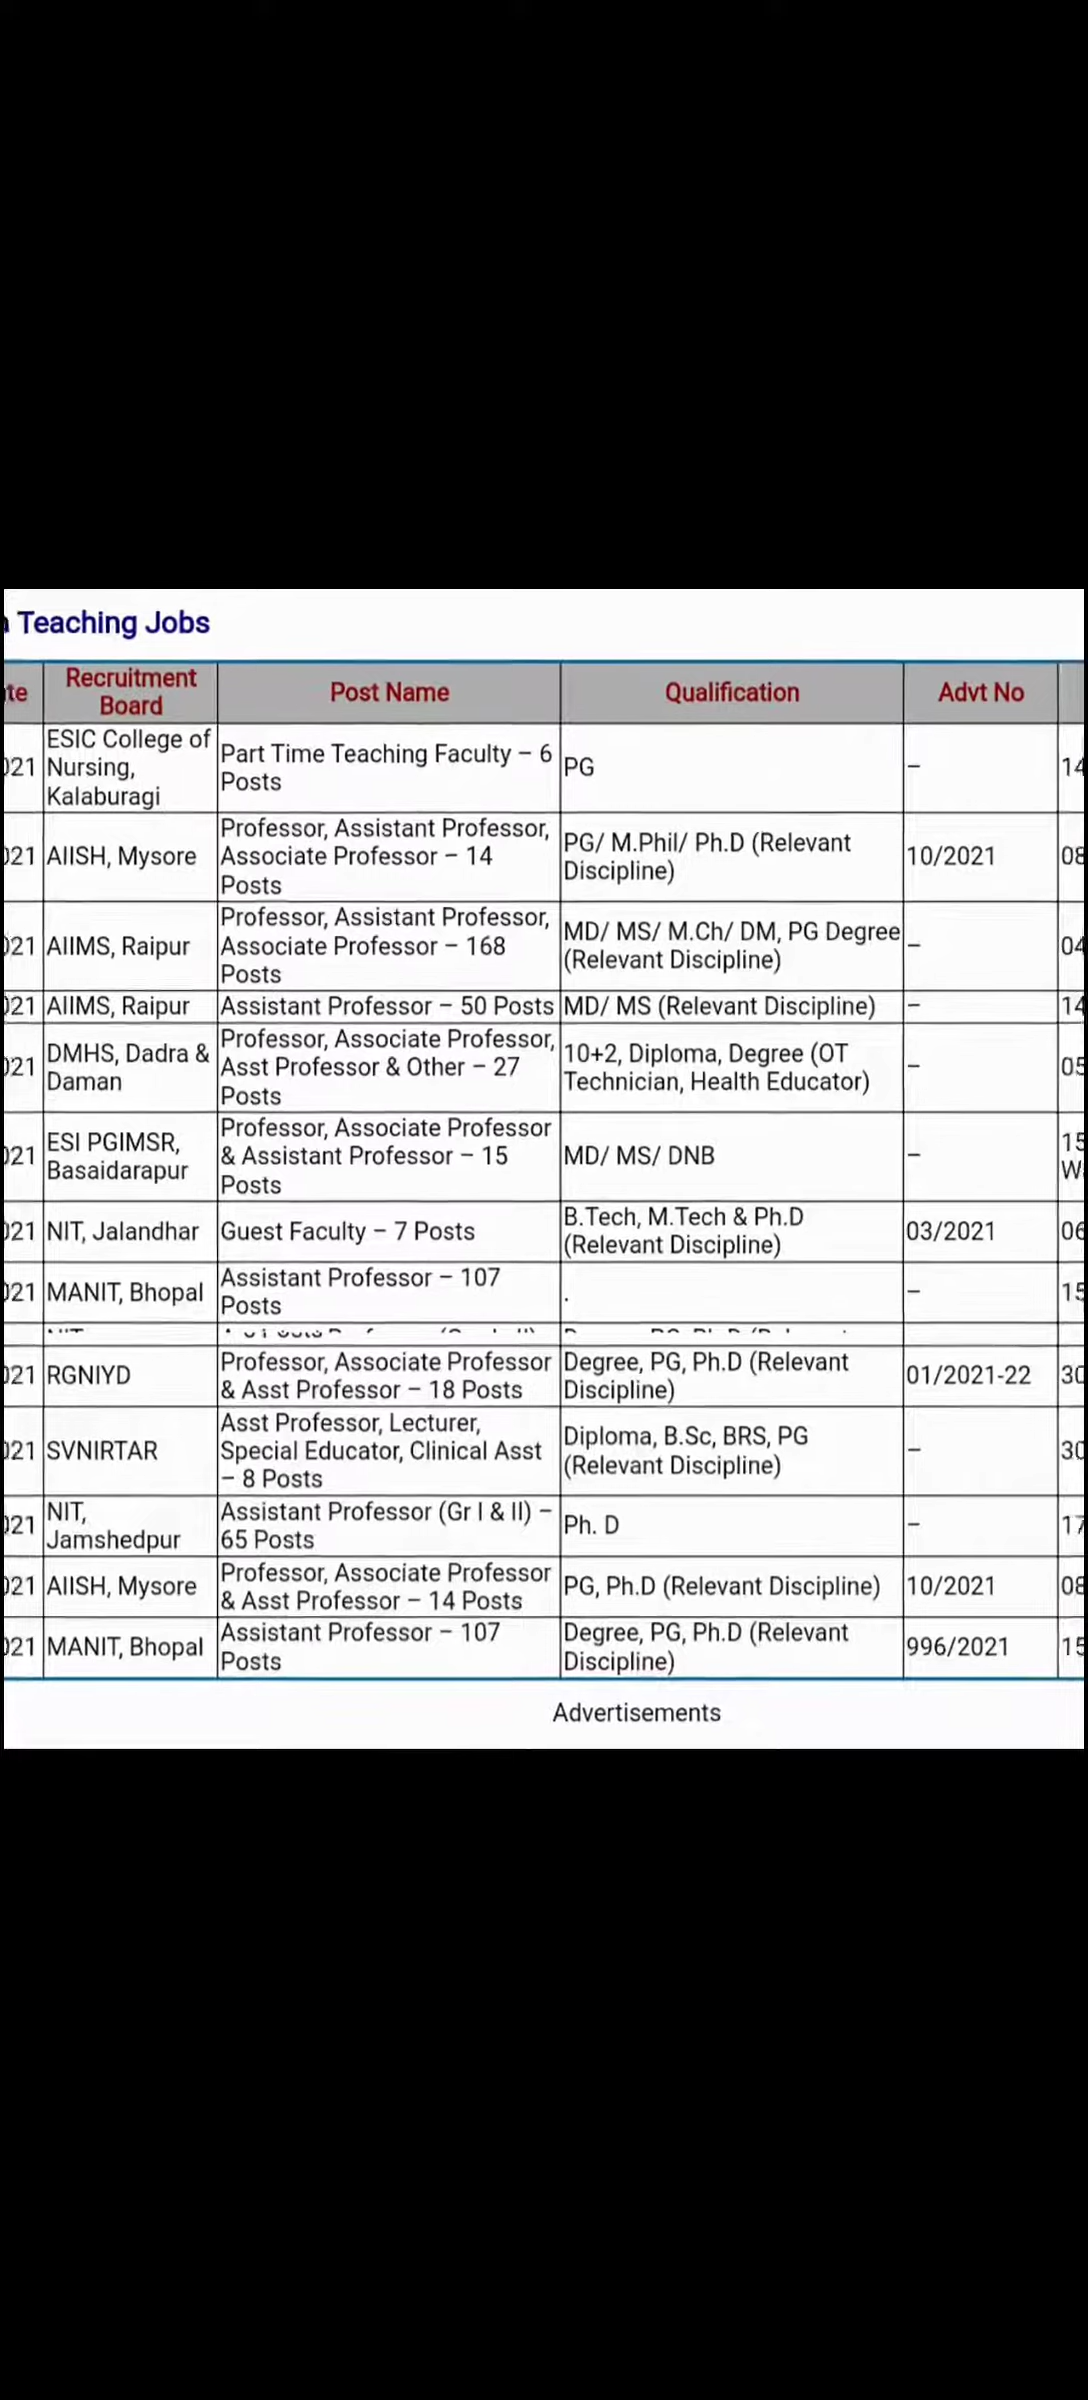 Teaching Jobs
Recruitment
Board
Post Name
Qualification
Advt No
021
ESIC College of
Nursing,
Kalaburagi
Part Time Teaching Faculty – 6
Posts
PG
–
14
021
AIISH, Mysore
Professor, Assistant Professor,
Associate Professor – 14
Posts
PG/ M.Phil/ Ph.D (Relevant
Discipline)
10/2021
08
021
AIIMS, Raipur
Professor, Assistant Professor,
Associate Professor – 168
Posts
MD/ MS/ M.Ch/ DM, PG Degree
(Relevant Discipline)
–
04
021
AIIMS, Raipur
Assistant Professor – 50 Posts
MD/ MS (Relevant Discipline)
–
14
021
DMHS, Dadra &
Daman
Professor, Associate Professor,
Asst Professor & Other – 27
Posts
10+2, Diploma, Degree (OT
Technician, Health Educator)
–
05
021
ESI PGIMSR,
Basaidarapur
Professor, Associate Professor
& Assistant Professor – 15
Posts
MD/ MS/ DNB
–
15
W
021
NIT, Jalandhar
Guest Faculty – 7 Posts
B.Tech, M.Tech & Ph.D
(Relevant Discipline)
03/2021
06
021
MANIT, Bhopal
Assistant Professor – 107
Posts
.
–
15
021
RGNIYD
Professor, Associate Professor
& Asst Professor – 18 Posts
Degree, PG, Ph.D (Relevant
Discipline)
01/2021-22
30
021
SVNIRTAR
Asst Professor, Lecturer,
Special Educator, Clinical Asst
– 8 Posts
Diploma, B.Sc, BRS, PG
(Relevant Discipline)
–
30
021
NIT,
Jamshedpur
Assistant Professor (Gr I & II) –
65 Posts
Ph. D
–
17
021
AIISH, Mysore
Professor, Associate Professor
& Asst Professor – 14 Posts
PG, Ph.D (Relevant Discipline)
10/2021
08
021
MANIT, Bhopal
Assistant Professor – 107
Posts
Degree, PG, Ph.D (Relevant
Discipline)
996/2021
15
Advertisements